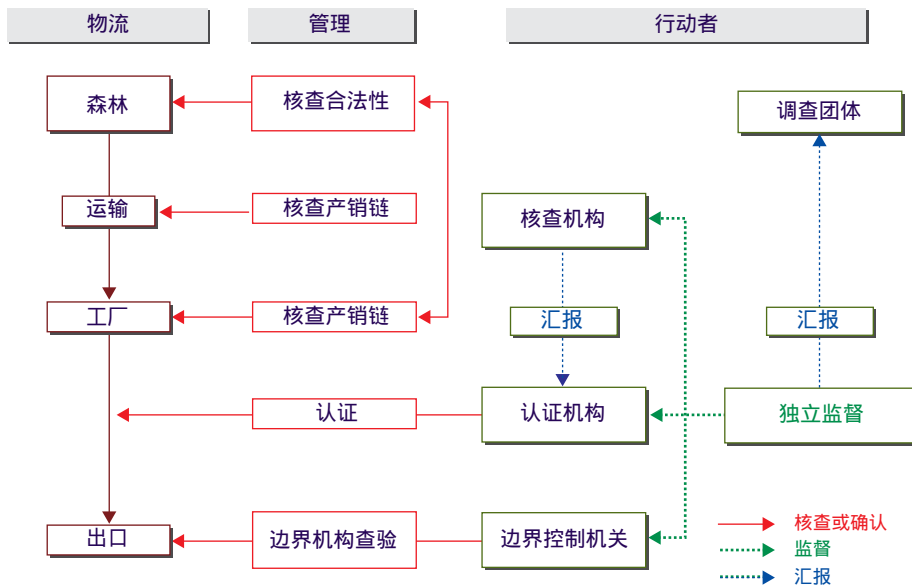 物流
管理
行动者
森林
核查合法性
调查团体
运输
核查产销链
核查机构
工厂
核查产销链
汇报
汇报
认证
认证机构
独立监督
出口
边界机构查验
边界控制机关
核查或确认
监督
汇报